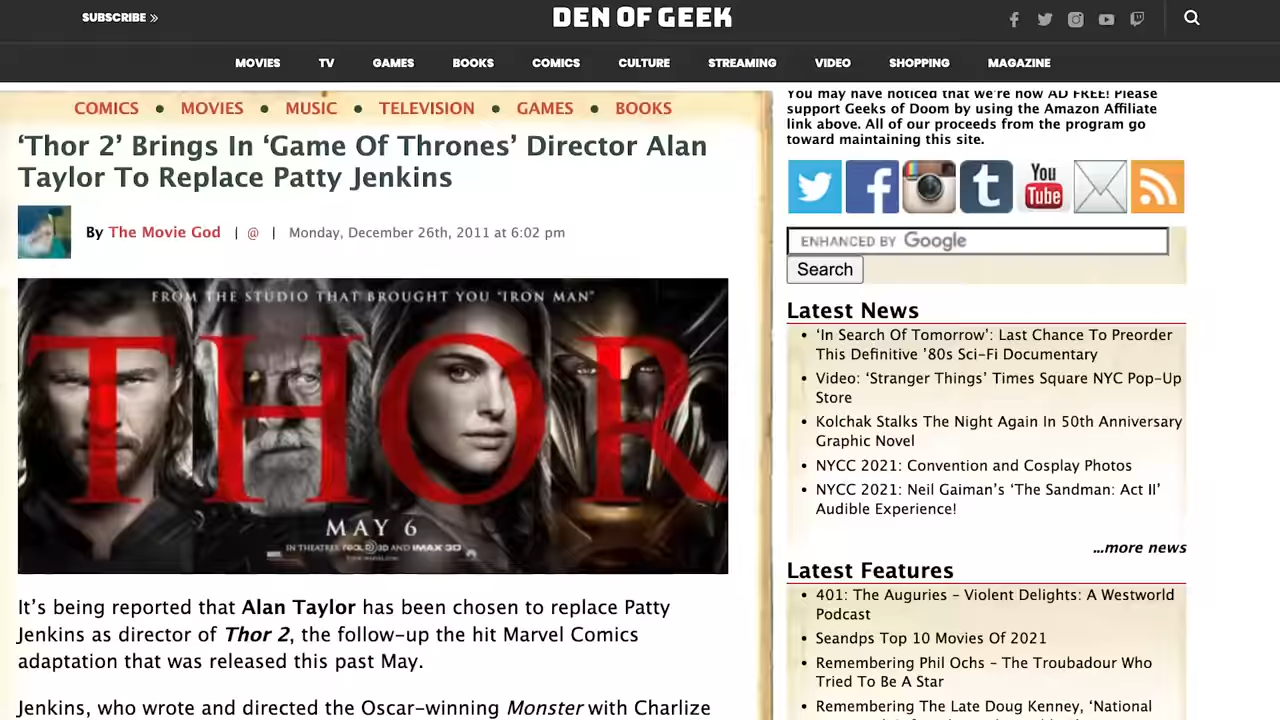 SUBSCRIBE »
DEN OF GEEK
MOVIES TV GAMES BOOKS COMICS CULTURE STREAMING VIDEO SHOPPING MAGAZINE
COMICS • MOVIES • MUSIC • TELEVISION • GAMES • BOOKS
‘Thor 2’ Brings In ‘Game Of Thrones’ Director Alan
Taylor To Replace Patty Jenkins
By The Movie God | @ | Monday, December 26th, 2011 at 6:02 pm
FROM THE STUDIO THAT BROUGHT YOU "IRON MAN"
THOR
MAY 6
IN THEATRES REAL D 3D AND IMAX 3D
It’s being reported that Alan Taylor has been chosen to replace Patty
Jenkins as director of Thor 2, the follow-up the hit Marvel Comics
adaptation that was released this past May.
Jenkins, who wrote and directed the Oscar-winning Monster with Charlize
You may have noticed that we're now AD FREE! Please
support Geeks of Doom by using the Amazon Affiliate
link above. All of our proceeds from the program go
toward maintaining this site.
t
You
Tube
ENHANCED BY Google
Search
Latest News
• ‘In Search Of Tomorrow’: Last Chance To Preorder
This Definitive ’80s Sci-Fi Documentary
• Video: ‘Stranger Things’ Times Square NYC Pop-Up
Store
• Kolchak Stalks The Night Again In 50th Anniversary
Graphic Novel
• NYCC 2021: Convention and Cosplay Photos
• NYCC 2021: Neil Gaiman’s ‘The Sandman: Act II’
Audible Experience!
...more news
Latest Features
• 401: The Auguries – Violent Delights: A Westworld
Podcast
• Seandps Top 10 Movies Of 2021
• Remembering Phil Ochs – The Troubadour Who
Tried To Be A Star
• Remembering The Late Doug Kenney, ‘National